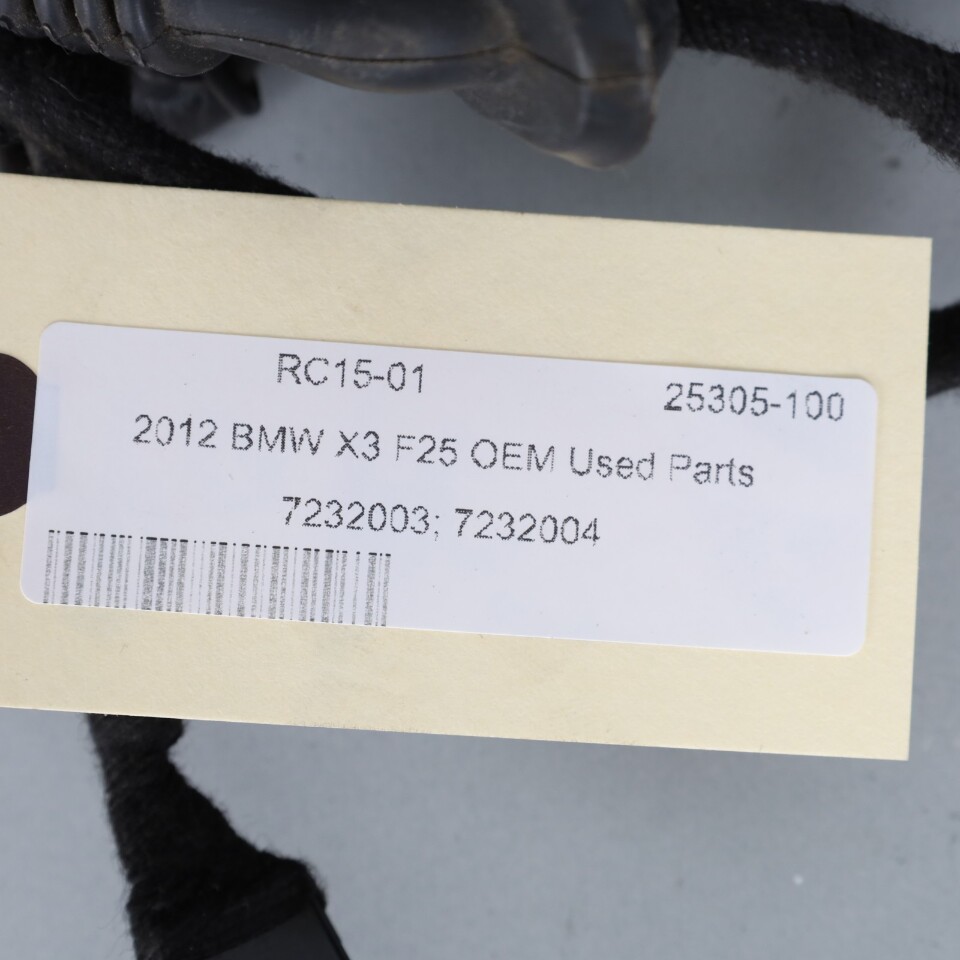 RC15-01 25305-100
2012 BMW X3 F25 OEM Used Parts
7232003; 7232004